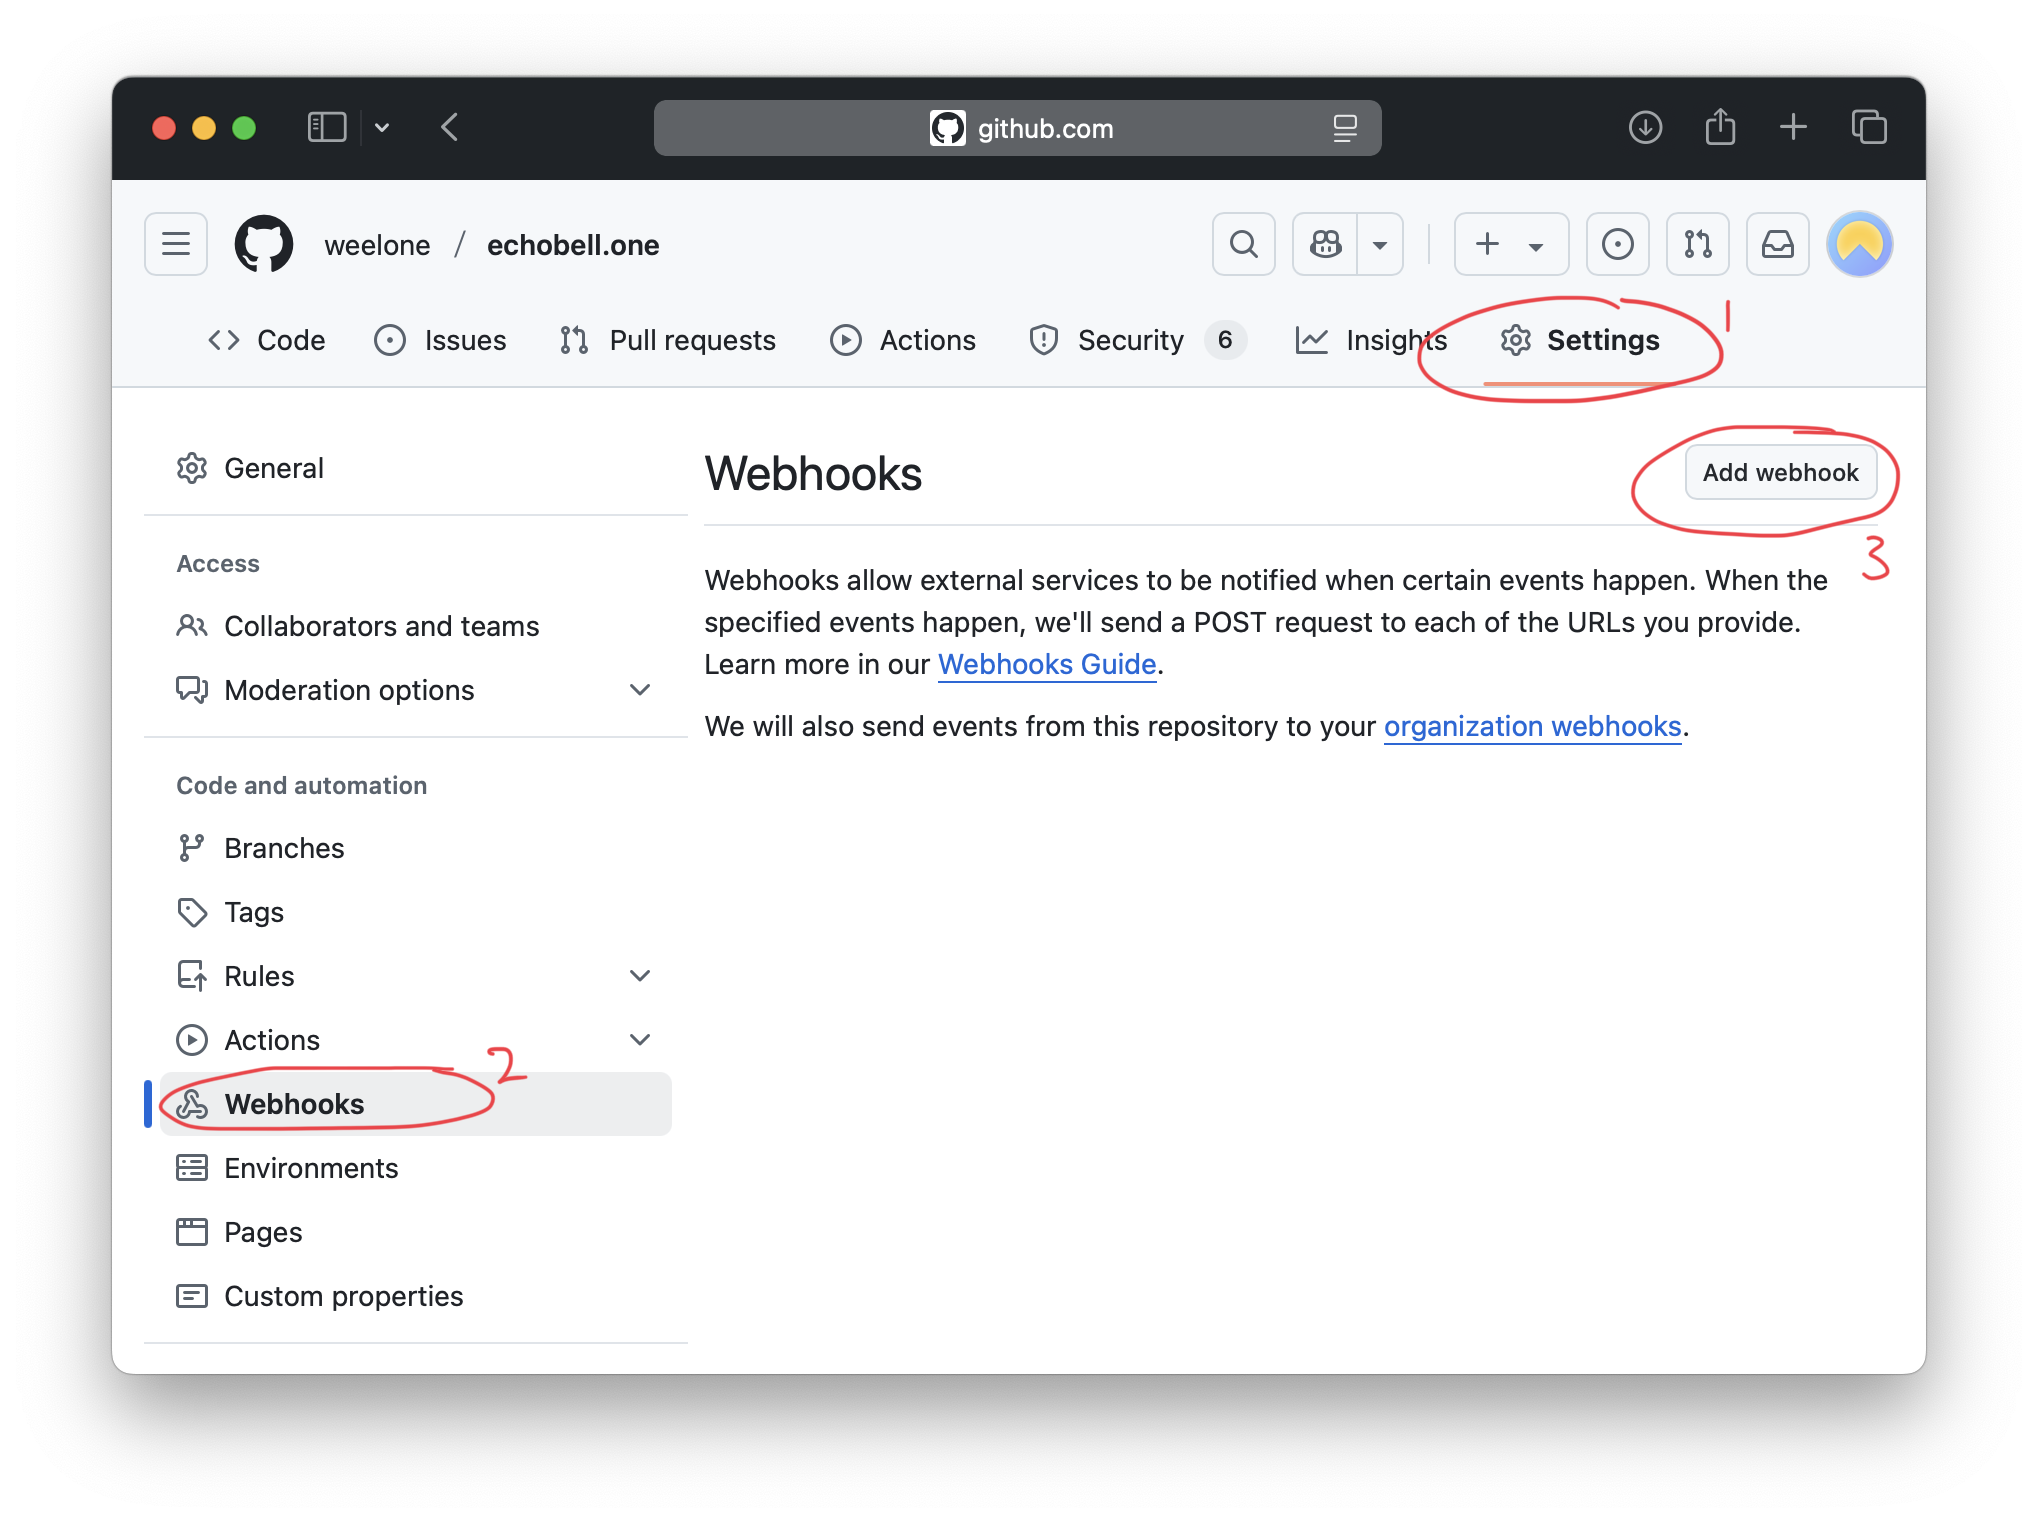 github.com
weelone / echobell.one
Code Issues Pull requests Actions Security 6 Insights Settings
1
General
Access
Collaborators and teams
Moderation options
Code and automation
Branches
Tags
Rules
Actions
2
Webhooks
Environments
Pages
Custom properties
Webhooks
Add webhook
3
Webhooks allow external services to be notified when certain events happen. When the
specified events happen, we'll send a POST request to each of the URLs you provide.
Learn more in our Webhooks Guide.
We will also send events from this repository to your organization webhooks.